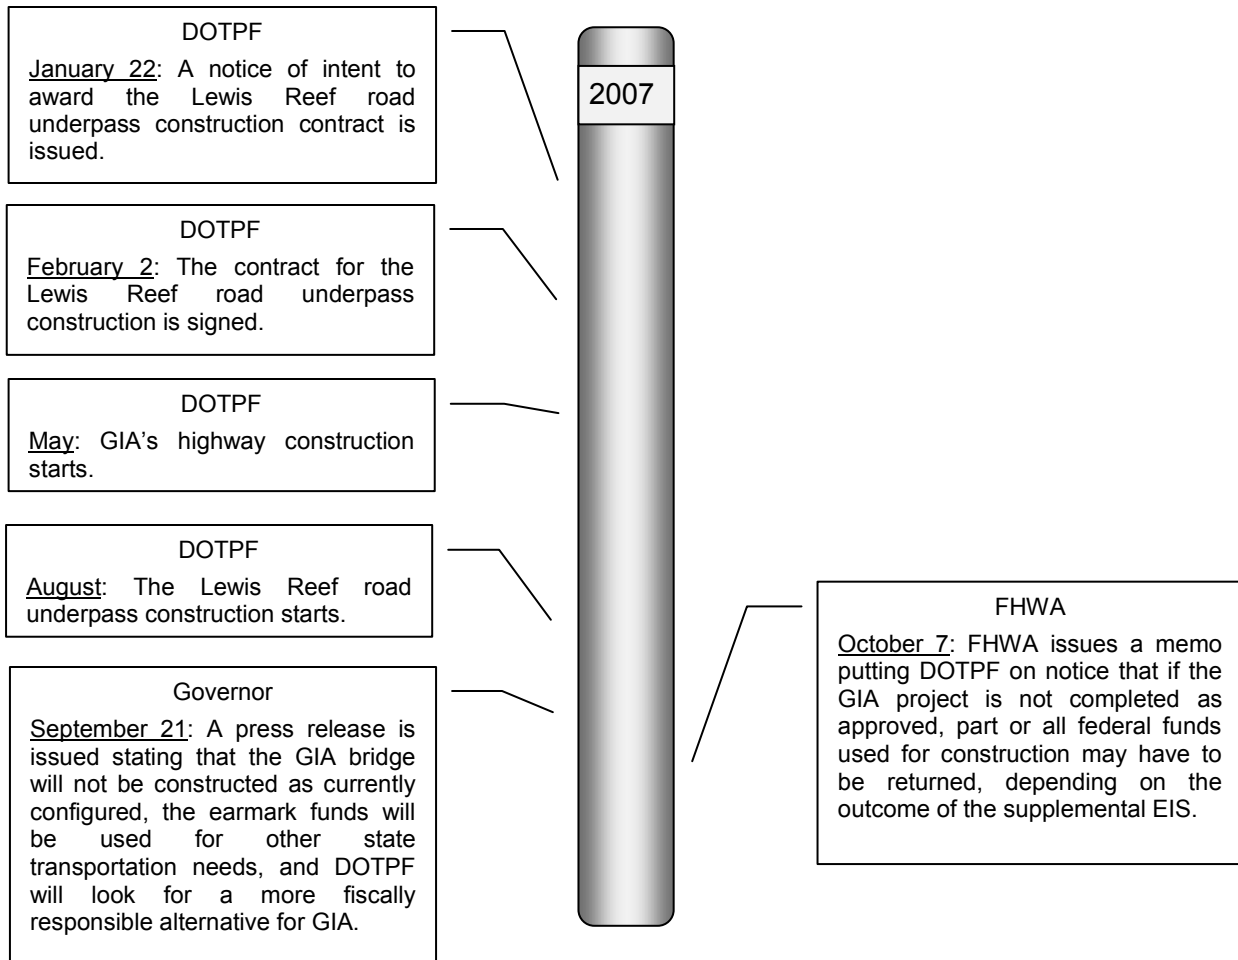 DOTPF
January 22: A notice of intent to
award the Lewis Reef road
underpass construction contract is
issued.
2007
DOTPF
February 2: The contract for the
Lewis Reef road underpass
construction is signed.
DOTPF
May: GIA's highway construction
starts.
DOTPF
August: The Lewis Reef road
underpass construction starts.
Governor
September 21: A press release is
issued stating that the GIA bridge
will not be constructed as currently
configured, the earmark funds will
be used for other state
transportation needs, and DOTPF
will look for a more fiscally
responsible alternative for GIA.
FHWA
October 7: FHWA issues a memo
putting DOTPF on notice that if the
GIA project is not completed as
approved, part or all federal funds
used for construction may have to
be returned, depending on the
outcome of the supplemental EIS.